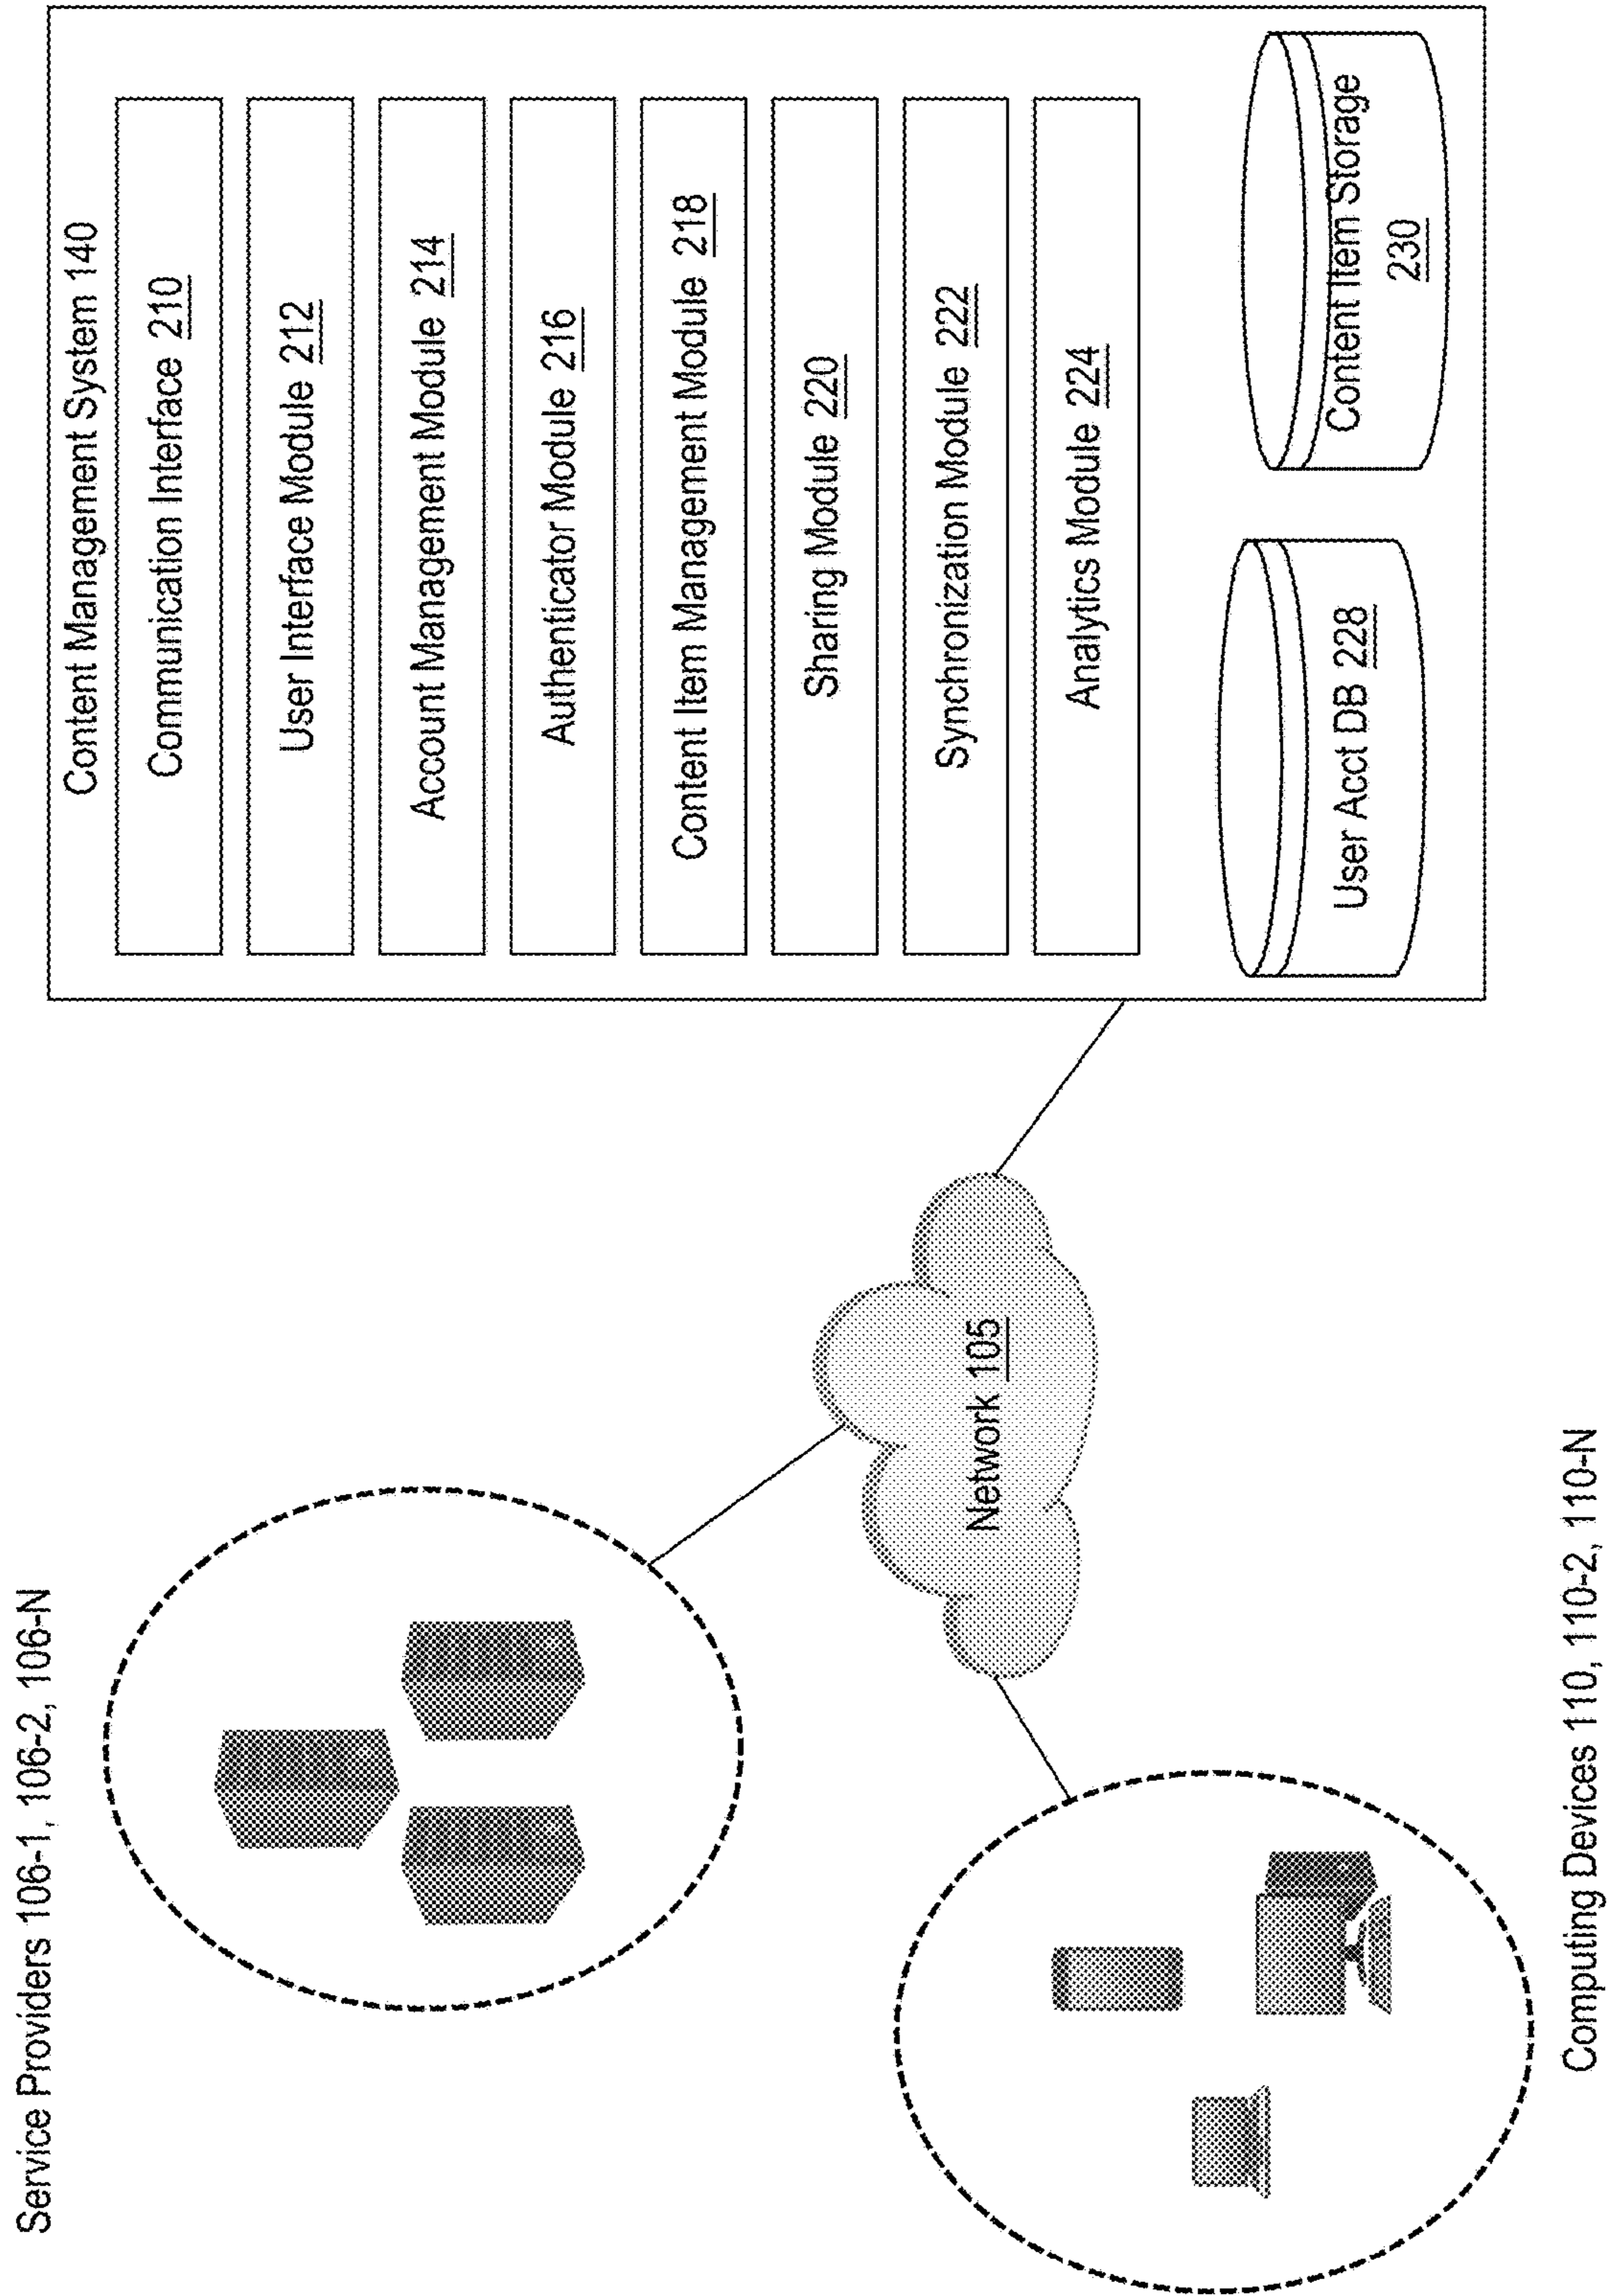 Service Providers 106-1, 106-2, 106-N
Computing Devices 110, 110-2, 110-N
Network 105
Content Management System 140
Communication Interface 210
User Interface Module 212
Account Management Module 214
Authenticator Module 216
Content Item Management Module 218
Sharing Module 220
Synchronization Module 222
Analytics Module 224
User Acct DB 228
Content Item Storage
230